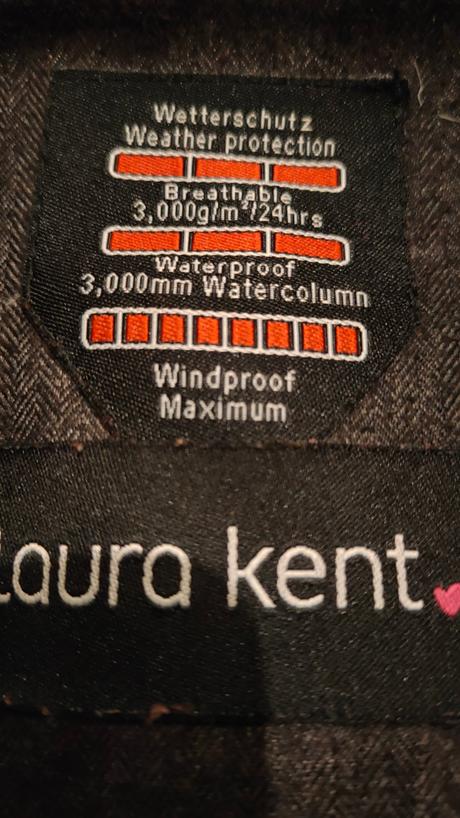 Wetterschutz
Weather protection
Breathable
3,000g/m²/24hrs
Waterproof
3,000mm Watercolumn
Windproof
Maximum
Laura kent